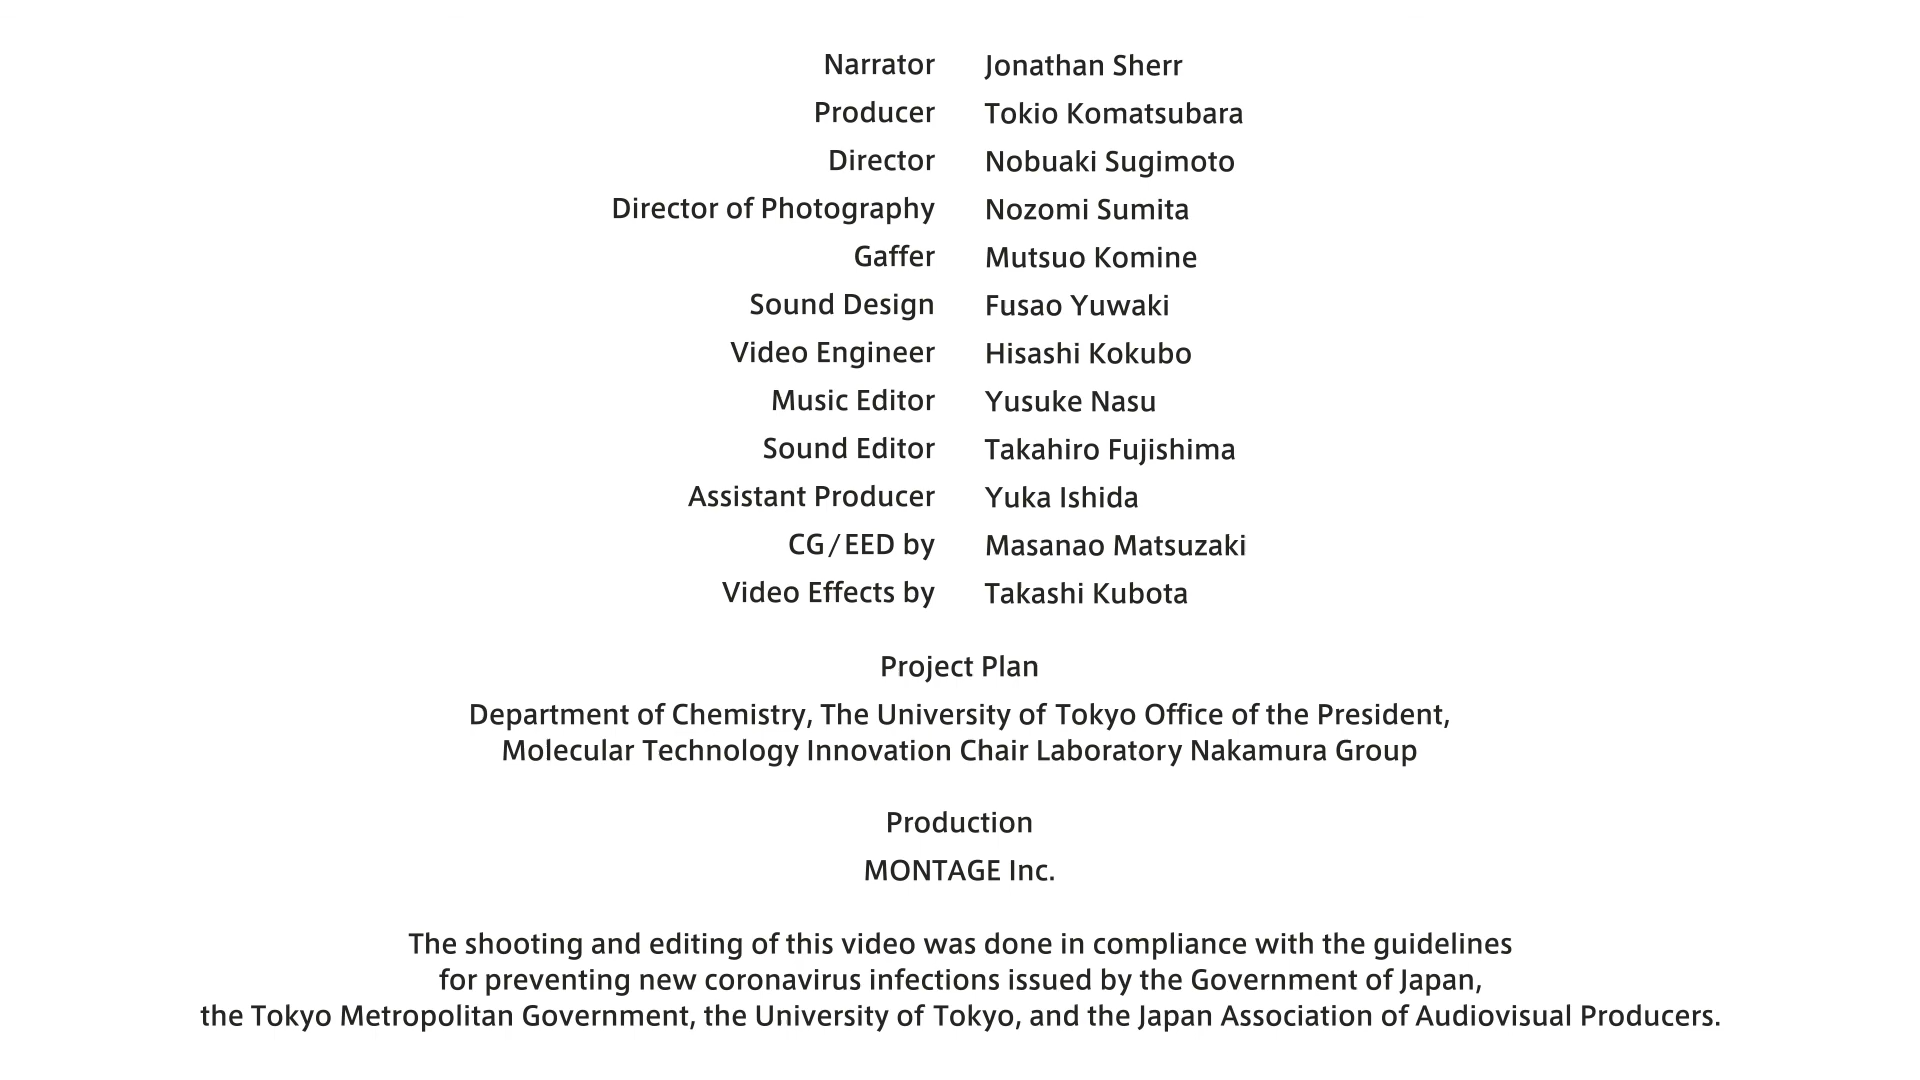 Narrator Jonathan Sherr
Producer Tokio Komatsubara
Director Nobuaki Sugimoto
Director of Photography Nozomi Sumita
Gaffer Mutsuo Komine
Sound Design Fusao Yuwaki
Video Engineer Hisashi Kokubo
Music Editor Yusuke Nasu
Sound Editor Takahiro Fujishima
Assistant Producer Yuka Ishida
CG/EED by Masanao Matsuzaki
Video Effects by Takashi Kubota
Project Plan
Department of Chemistry, The University of Tokyo Office of the President,
Molecular Technology Innovation Chair Laboratory Nakamura Group
Production
MONTAGE Inc.
The shooting and editing of this video was done in compliance with the guidelines
for preventing new coronavirus infections issued by the Government of Japan,
the Tokyo Metropolitan Government, the University of Tokyo, and the Japan Association of Audiovisual Producers.